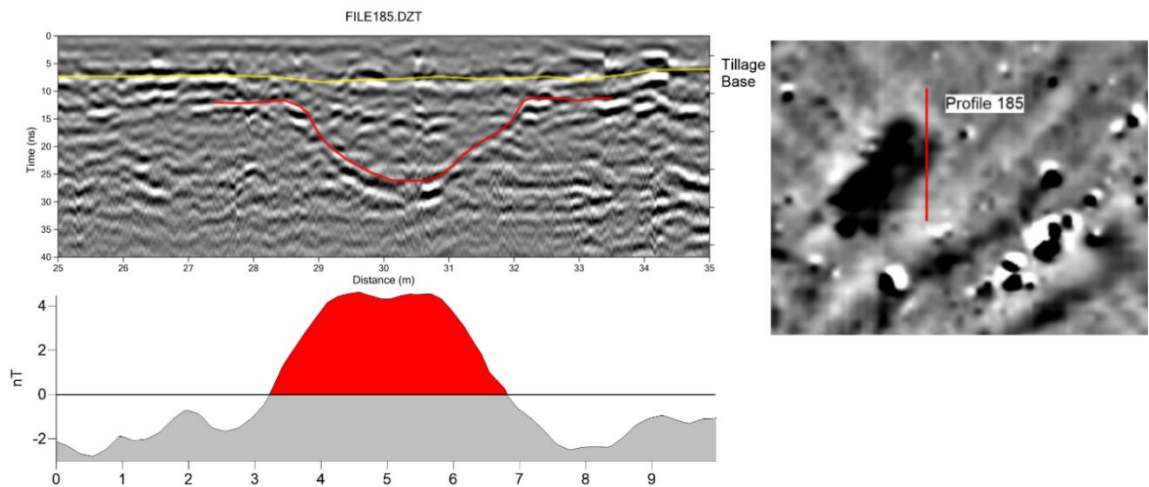 FILE185.DZT
0
5
10
15
20
25
30
35
40
Time (ns)
25 26 27 28 29 30 31 32 33 34 35
Distance (m)
Tillage
Base
Profile 185
4
2
0
-2
nT
0 1 2 3 4 5 6 7 8 9